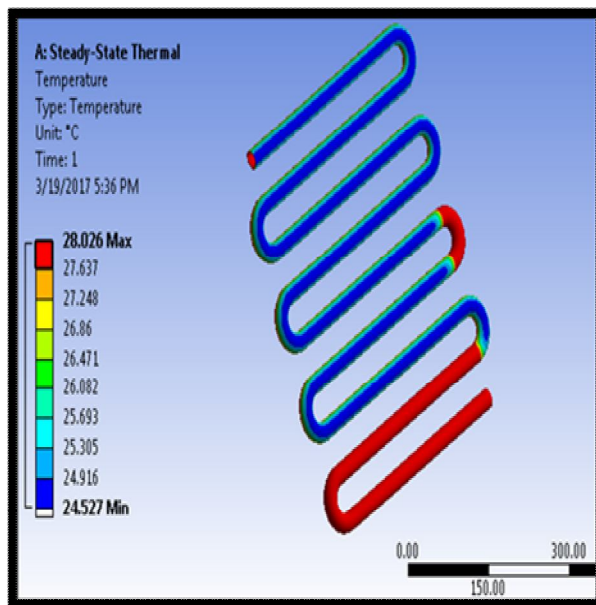 A: Steady-State Thermal
Temperature
Type: Temperature
Unit: °C
Time: 1
3/19/2017 5:36 PM
28.026 Max
27.637
27.248
26.86
26.471
26.082
25.693
25.305
24.916
24.527 Min
0.00 300.00
150.00